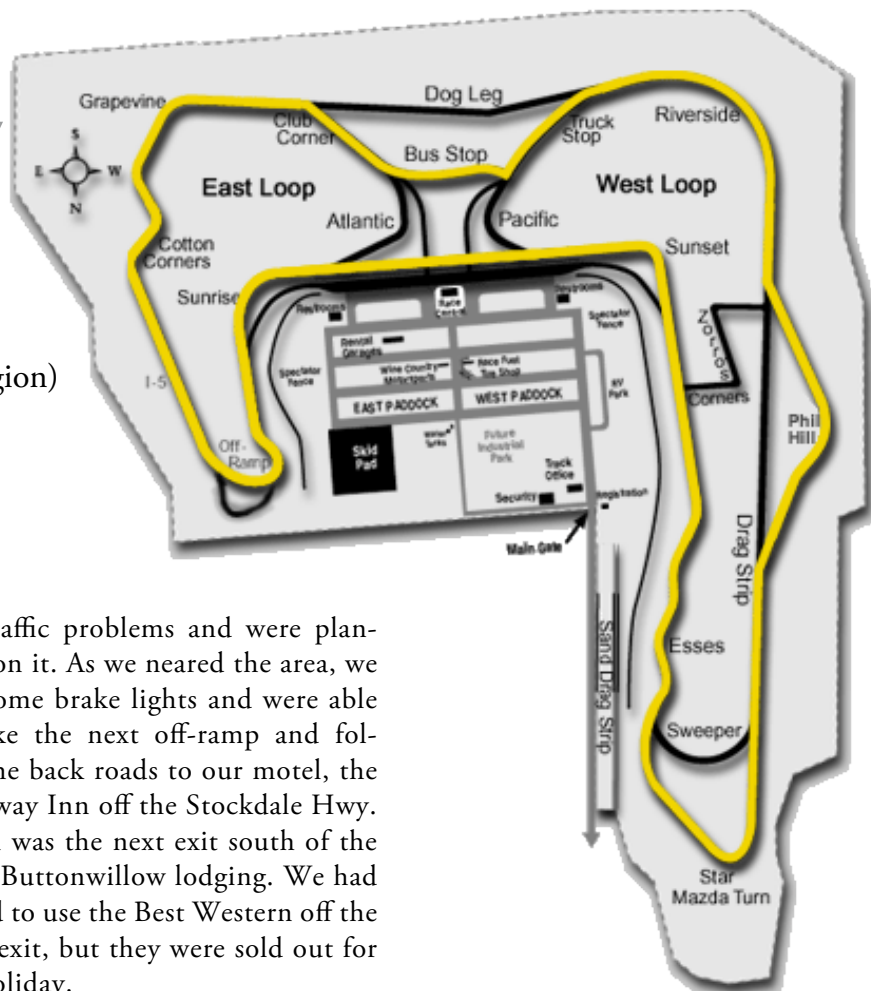 Dog Leg
Grapevine
Club
Corner
Truck
Stop
Riverside
Bus Stop
S
E W
N
East Loop
West Loop
Atlantic
Pacific
Cotton
Corners
Sunset
Sunrise
Restrooms
Race
Control
Restrooms
Spectator
Fence
Zorros
Corners
Rental
Garages
Wine Country
Motorsports
Race Fuel
Tire Shop
Spectator
Fence
RV
Park
EAST PADDOCK
WEST PADDOCK
I-5
gion)
Phil
Hill
Off-
Ramp
Skid
Pad
Future
Industrial
Park
Track
Office
Security
Registration
Main Gate
Drag Strip
Sand Drag Strip
Esses
Sweeper
Star
Mazda Turn
affic problems and were plan-
on it. As we neared the area, we
ome brake lights and were able
ke the next off-ramp and fol-
ne back roads to our motel, the
way Inn off the Stockdale Hwy.
was the next exit south of the
Buttonwillow lodging. We had
d to use the Best Western off the
exit, but they were sold out for
oliday.